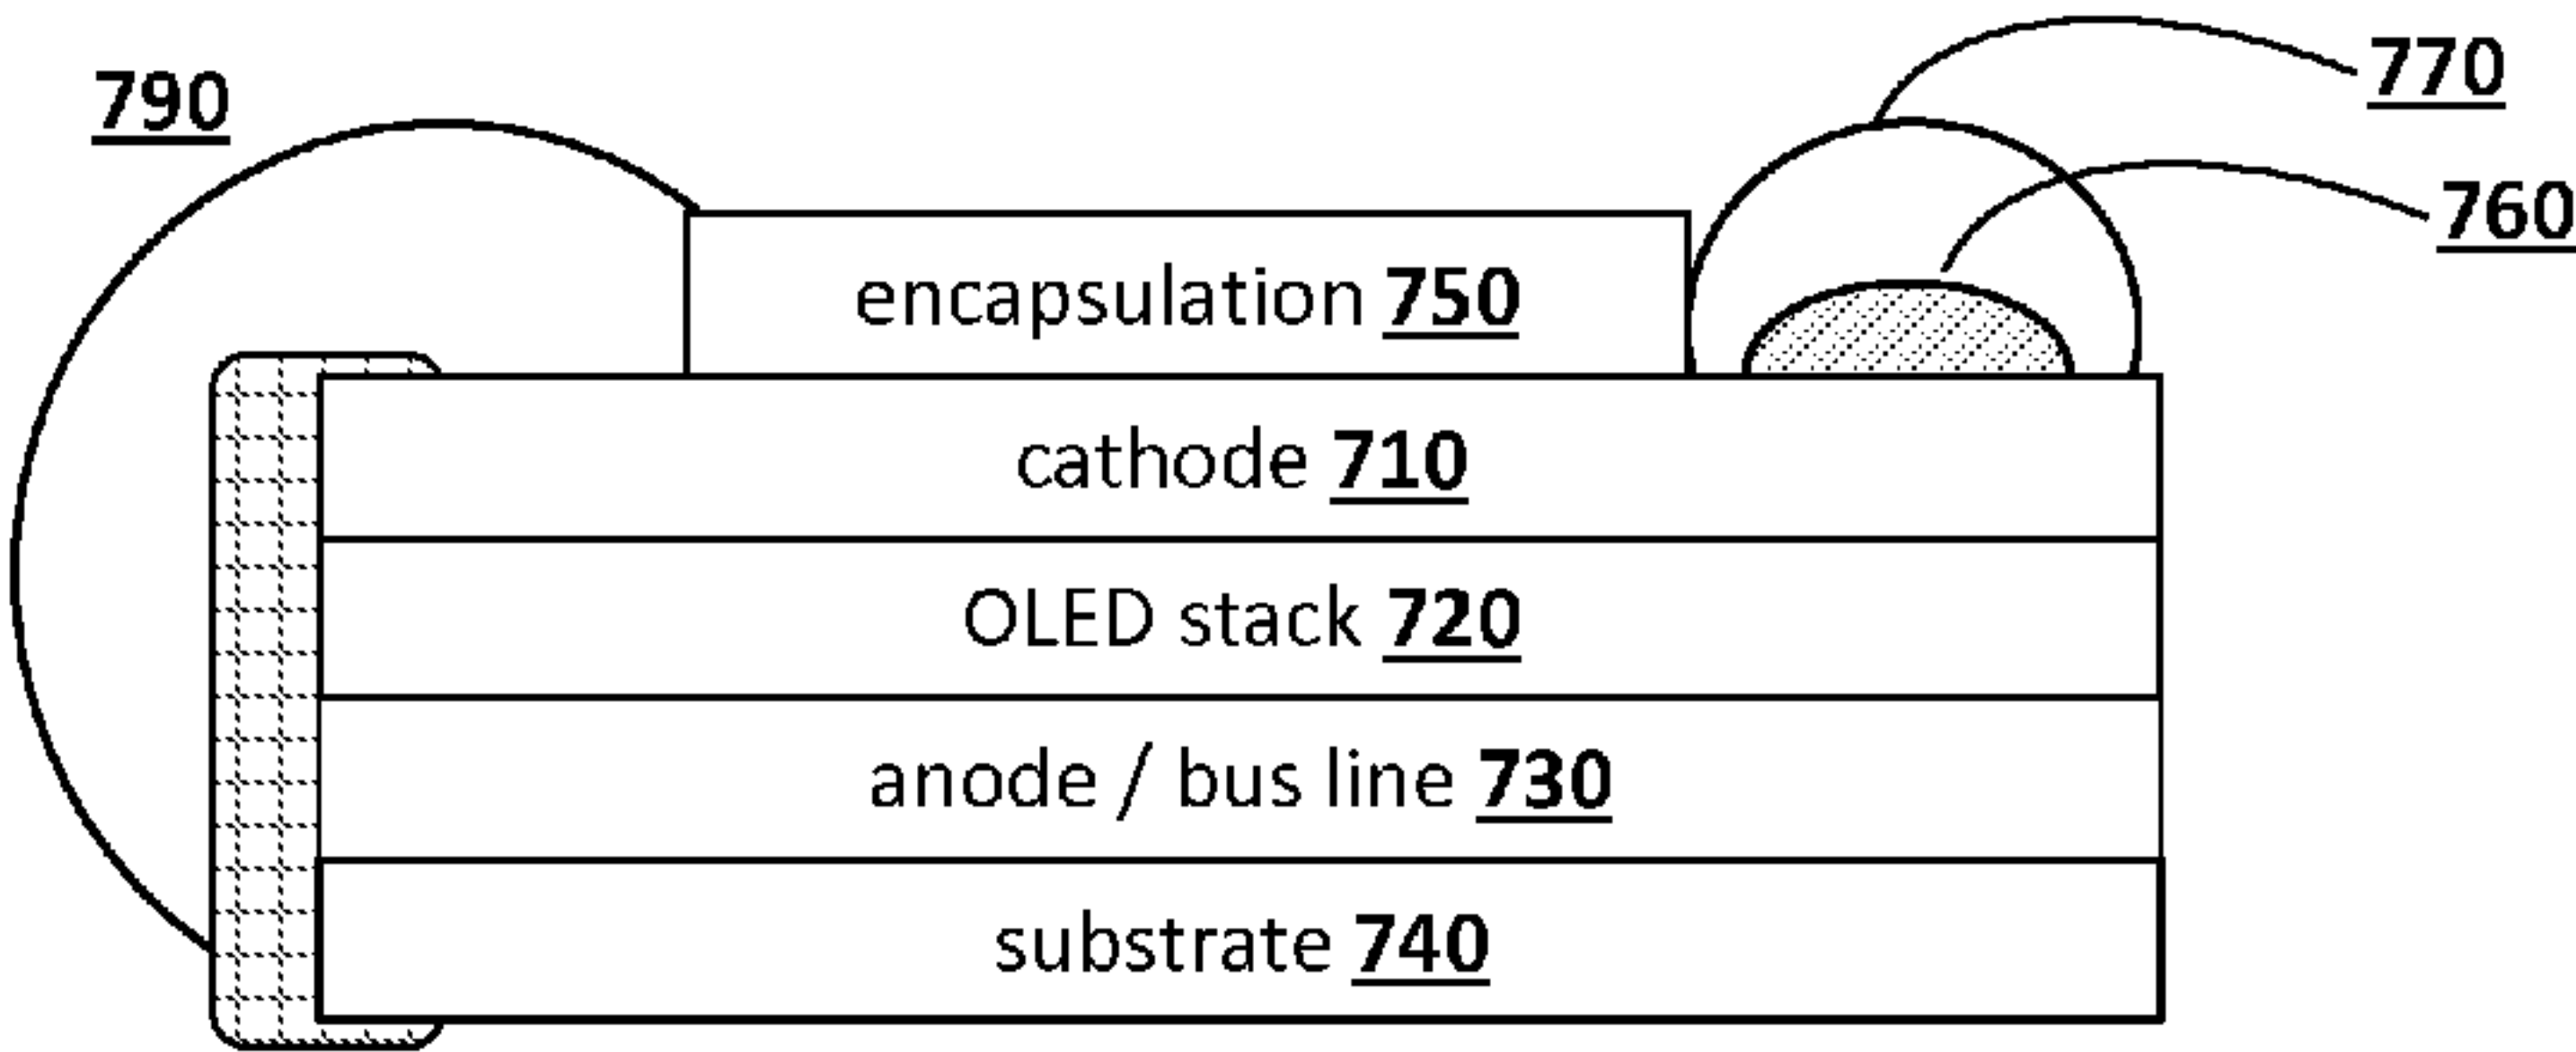 770
790
760
encapsulation 750
cathode 710
OLED stack 720
anode / bus line 730
substrate 740